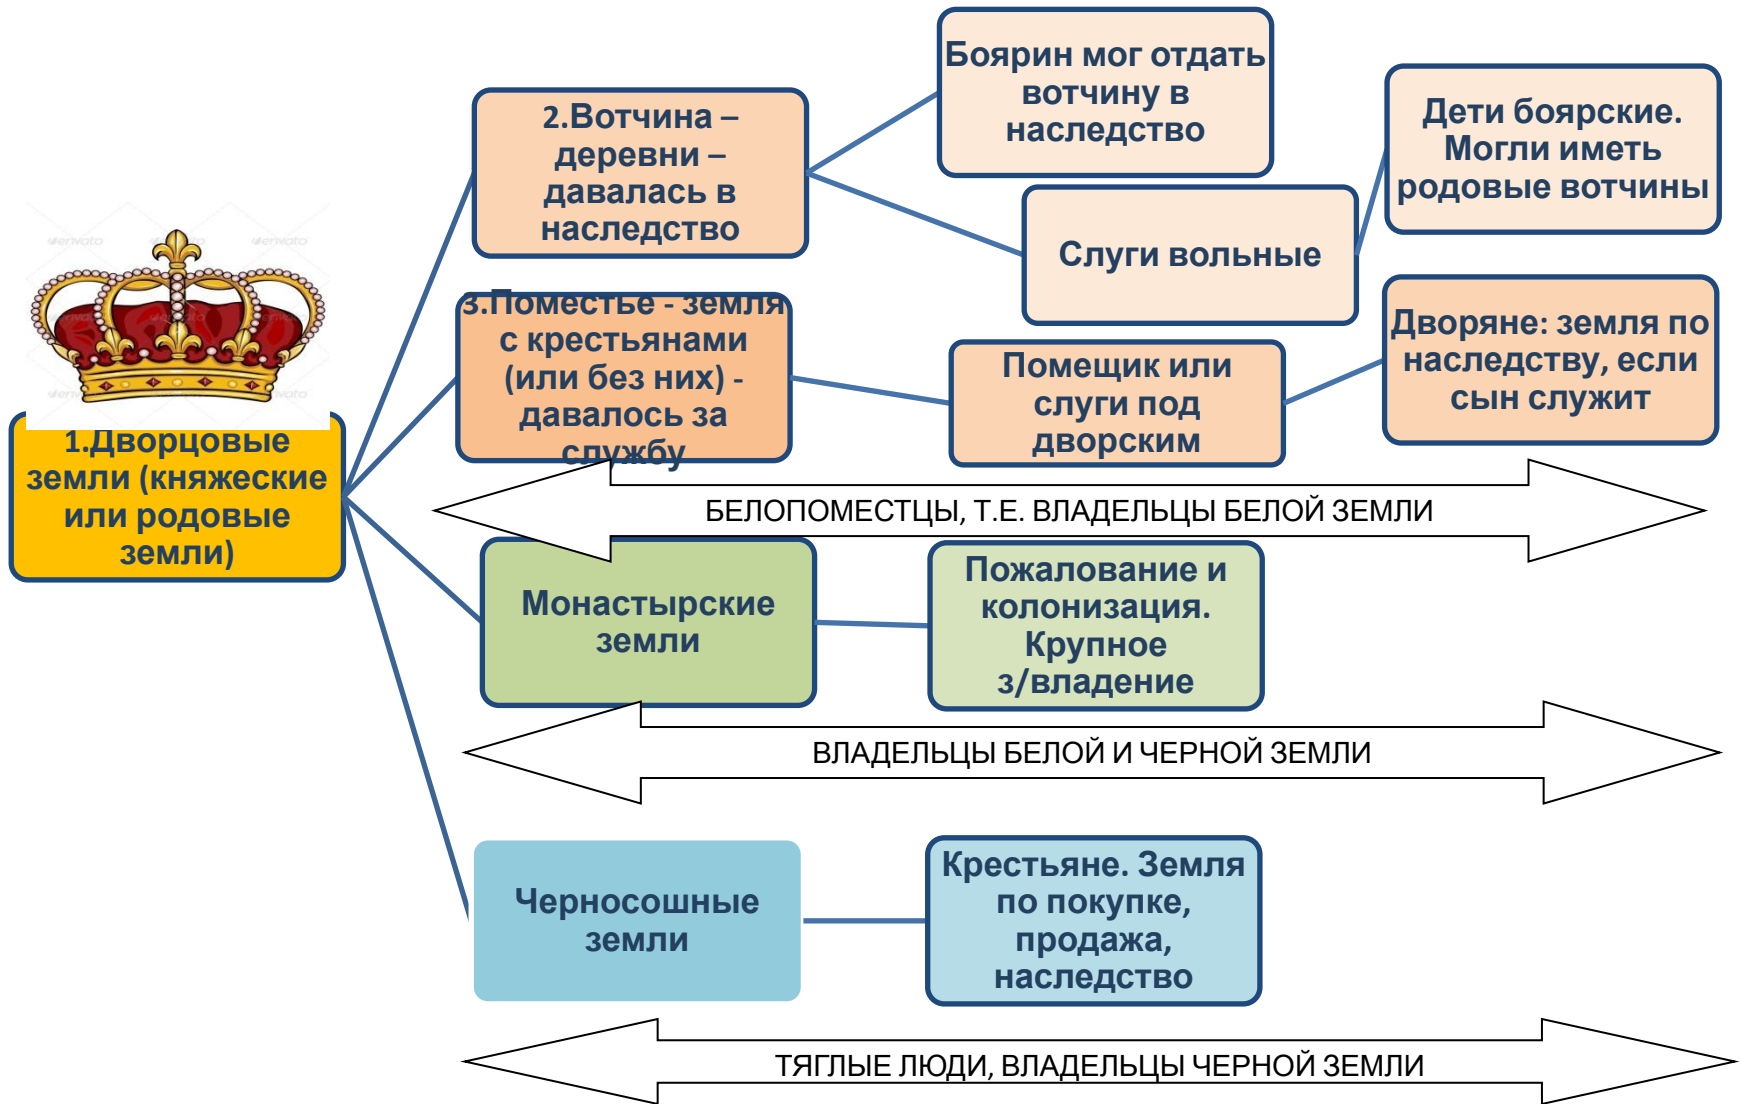 Боярин мог отдать
вотчину в
наследство
Дети боярские.
Могли иметь
родовые вотчины
2.Вотчина –
деревни –
давалась в
наследство
Слуги вольные
envato
envato
envato
3.Поместье - земля
с крестьянами
(или без них) -
давалось за
службу
Помещик или
слуги под
дворским
Дворяне: земля по
наследству, если
сын служит
1.Дворцовые
земли (княжеские
или родовые
земли)
БЕЛОПОМЕСТЦЫ, Т.Е. ВЛАДЕЛЬЦЫ БЕЛОЙ ЗЕМЛИ
Монастырские
земли
Пожалование и
колонизация.
Крупное
з/владение
ВЛАДЕЛЬЦЫ БЕЛОЙ И ЧЕРНОЙ ЗЕМЛИ
Черносошные
земли
Крестьяне. Земля
по покупке,
продажа,
наследство
ТЯГЛЫЕ ЛЮДИ, ВЛАДЕЛЬЦЫ ЧЕРНОЙ ЗЕМЛИ